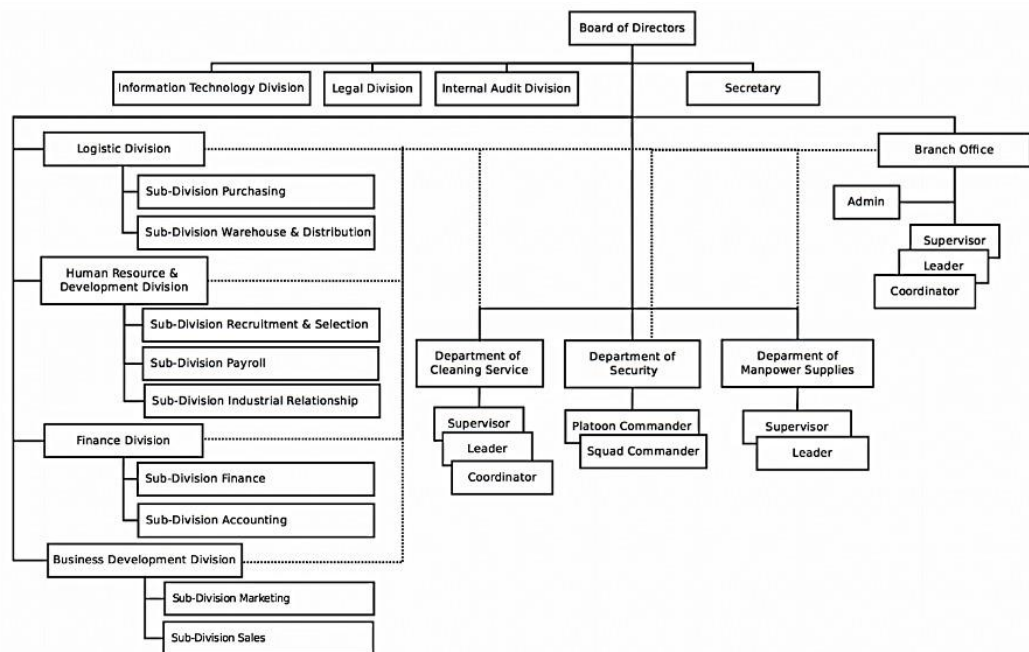 Board of Directors
Information Technology Division
Legal Division
Internal Audit Division
Secretary
Logistic Division
Branch Office
Sub-Division Purchasing
Admin
Sub-Division Warehouse & Distribution
Supervisor
Leader
Coordinator
Human Resource &
Development Division
Sub-Division Recruitment & Selection
Sub-Division Payroll
Sub-Division Industrial Relationship
Department of
Cleaning Service
Department of
Security
Deparment of
Manpower Supplies
Supervisor
Leader
Coordinator
Platoon Commander
Squad Commander
Supervisor
Leader
Finance Division
Sub-Division Finance
Sub-Division Accounting
Business Development Division
Sub-Division Marketing
Sub-Division Sales